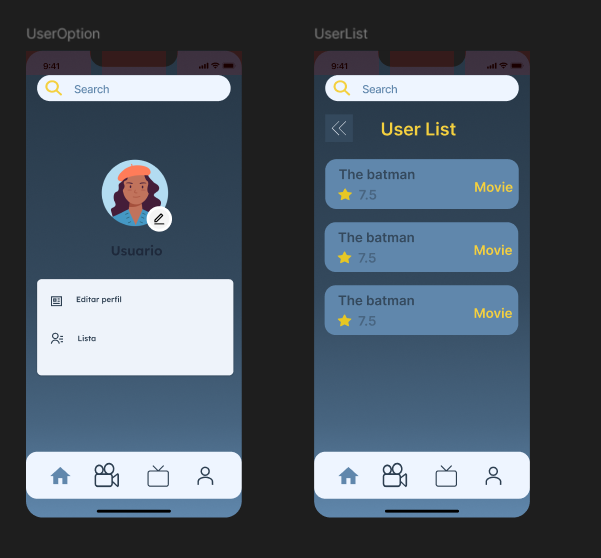 UserOption
9:41
Search
Usuario
Editar perfil
Lista
UserList
9:41
Search
User List
The batman
7.5
Movie
The batman
7.5
Movie
The batman
7.5
Movie